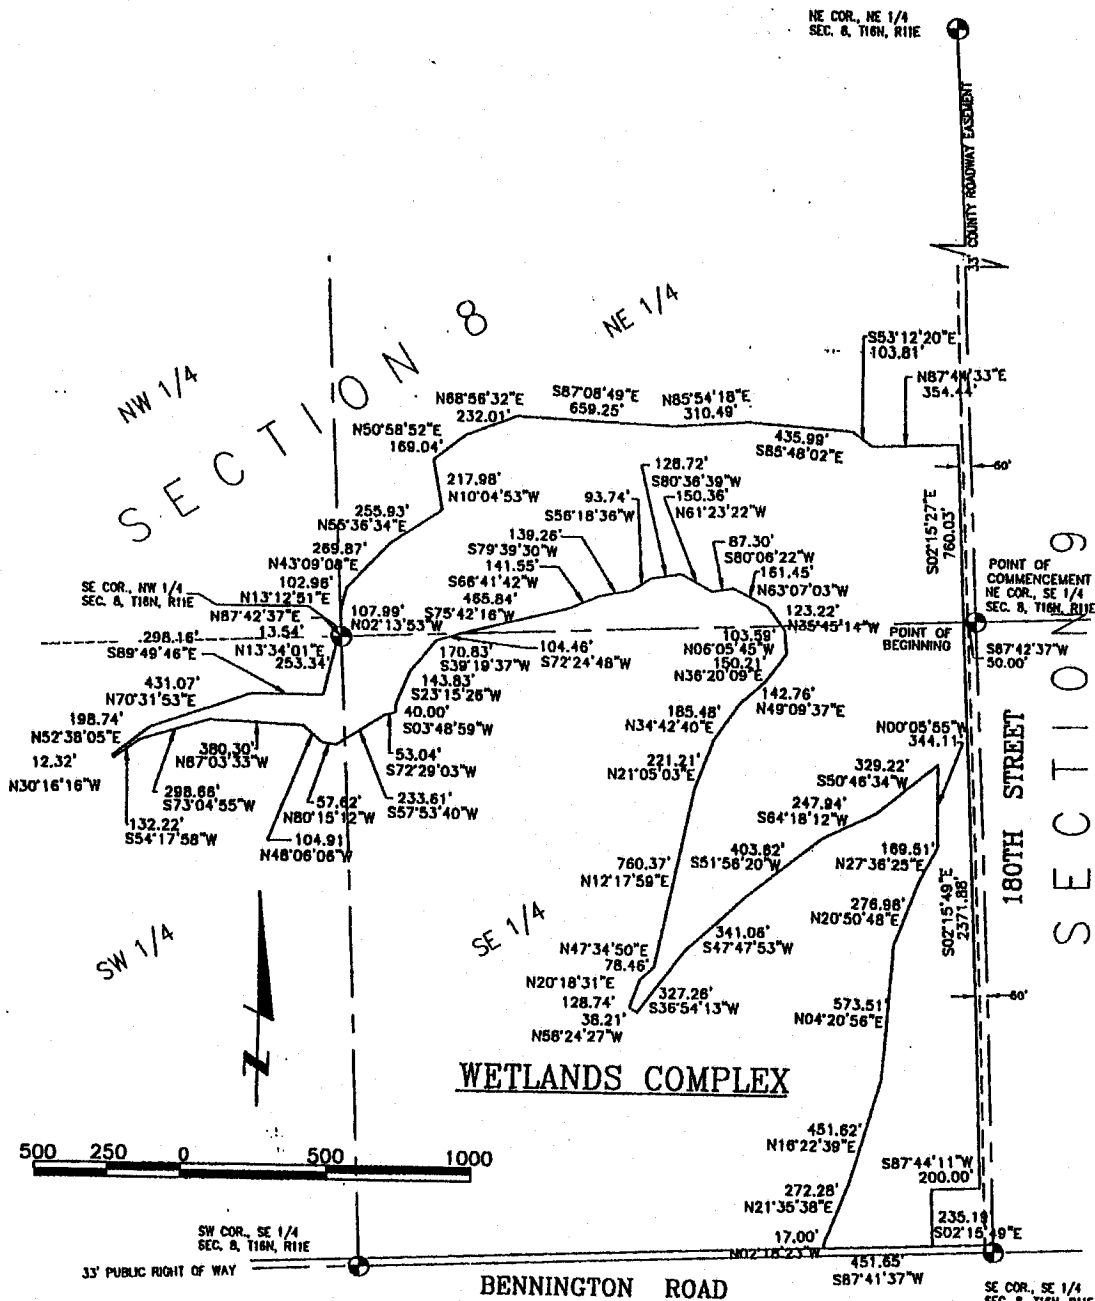 NE COR., NE 1/4
SEC. 8, T16N, R11E
33' COUNTY ROADWAY EASEMENT
NE 1/4
NW 1/4
SECTION 8
S53°12'20"E
103.81'
N87°44'33"E
354.44'
N68°56'32"E
232.01'
S87°08'49"E
659.25'
N85°54'18"E
310.49'
N50°58'52"E
169.04'
435.99'
S85°48'02"E
60'
217.98'
N10°04'53"W
128.72'
S80°36'39"W
150.36'
N61°23'22"W
93.74'
S56°18'36"W
S02°15'27"E
760.03'
255.93'
N55°36'34"E
139.26'
S79°39'30"W
87.30'
S80°06'22"W
269.87'
N43°09'08"E
141.55'
S66°41'42"W
161.45'
N63°07'03"W
SE COR., NW 1/4
SEC. 8, T16N, R11E
102.96'
N13°12'51"E
465.84'
S75°42'16"W
123.22'
N35°45'14"W
POINT OF
COMMENCEMENT
NE COR., SE 1/4
SEC. 8, T16N, R11E
N87°42'37"E
13.54'
107.99'
N02°13'53"W
POINT OF
BEGINNING
N13°34'01"E
253.34'
298.16'
S89°49'46"E
170.83'
S39°19'37"W
104.46'
S72°24'48"W
103.59'
N06°05'45"W
S87°42'37"W
50.00'
143.83'
S23°15'26"W
150.21'
N36°20'09"E
431.07'
N70°31'53"E
40.00'
S03°48'59"W
142.76'
N49°09'37"E
198.74'
N52°38'05"E
185.48'
N34°42'40"E
N00°05'55"W
344.11
53.04'
S72°29'03"W
12.32'
N30°16'16"W
380.30'
N87°03'33"W
221.21'
N21°05'03"E
329.22'
S50°46'34"W
298.66'
S73°04'55"W
57.62'
N80°15'12"W
233.61'
S57°53'40"W
247.94'
S64°18'12"W
132.22'
S54°17'58"W
104.91
N48°06'06"W
403.82'
S51°56'20"W
169.51'
N27°36'25"E
180TH STREET
SECTION 9
760.37'
N12°17'59"E
S02°15'49"E
2371.88'
276.98'
N20°50'48"E
SW 1/4
SE 1/4
341.08'
S47°47'53"W
N47°34'50"E
78.46'
N20°18'31"E
128.74'
327.26'
S36°54'13"W
60'
38.21'
N58°24'27"W
573.51'
N04°20'56"E
N
WETLANDS COMPLEX
451.62'
N16°22'39"E
500 250 0 500 1000
S87°44'11"W
200.00'
272.28'
N21°35'38"E
SW COR., SE 1/4
SEC. 8, T16N, R11E
235.19
S02°15'49"E
17.00'
N02°18'23"W
33' PUBLIC RIGHT OF WAY
451.65'
S87°41'37"W
BENNINGTON ROAD
SE COR., SE 1/4
SEC. 8, T16N, R11E